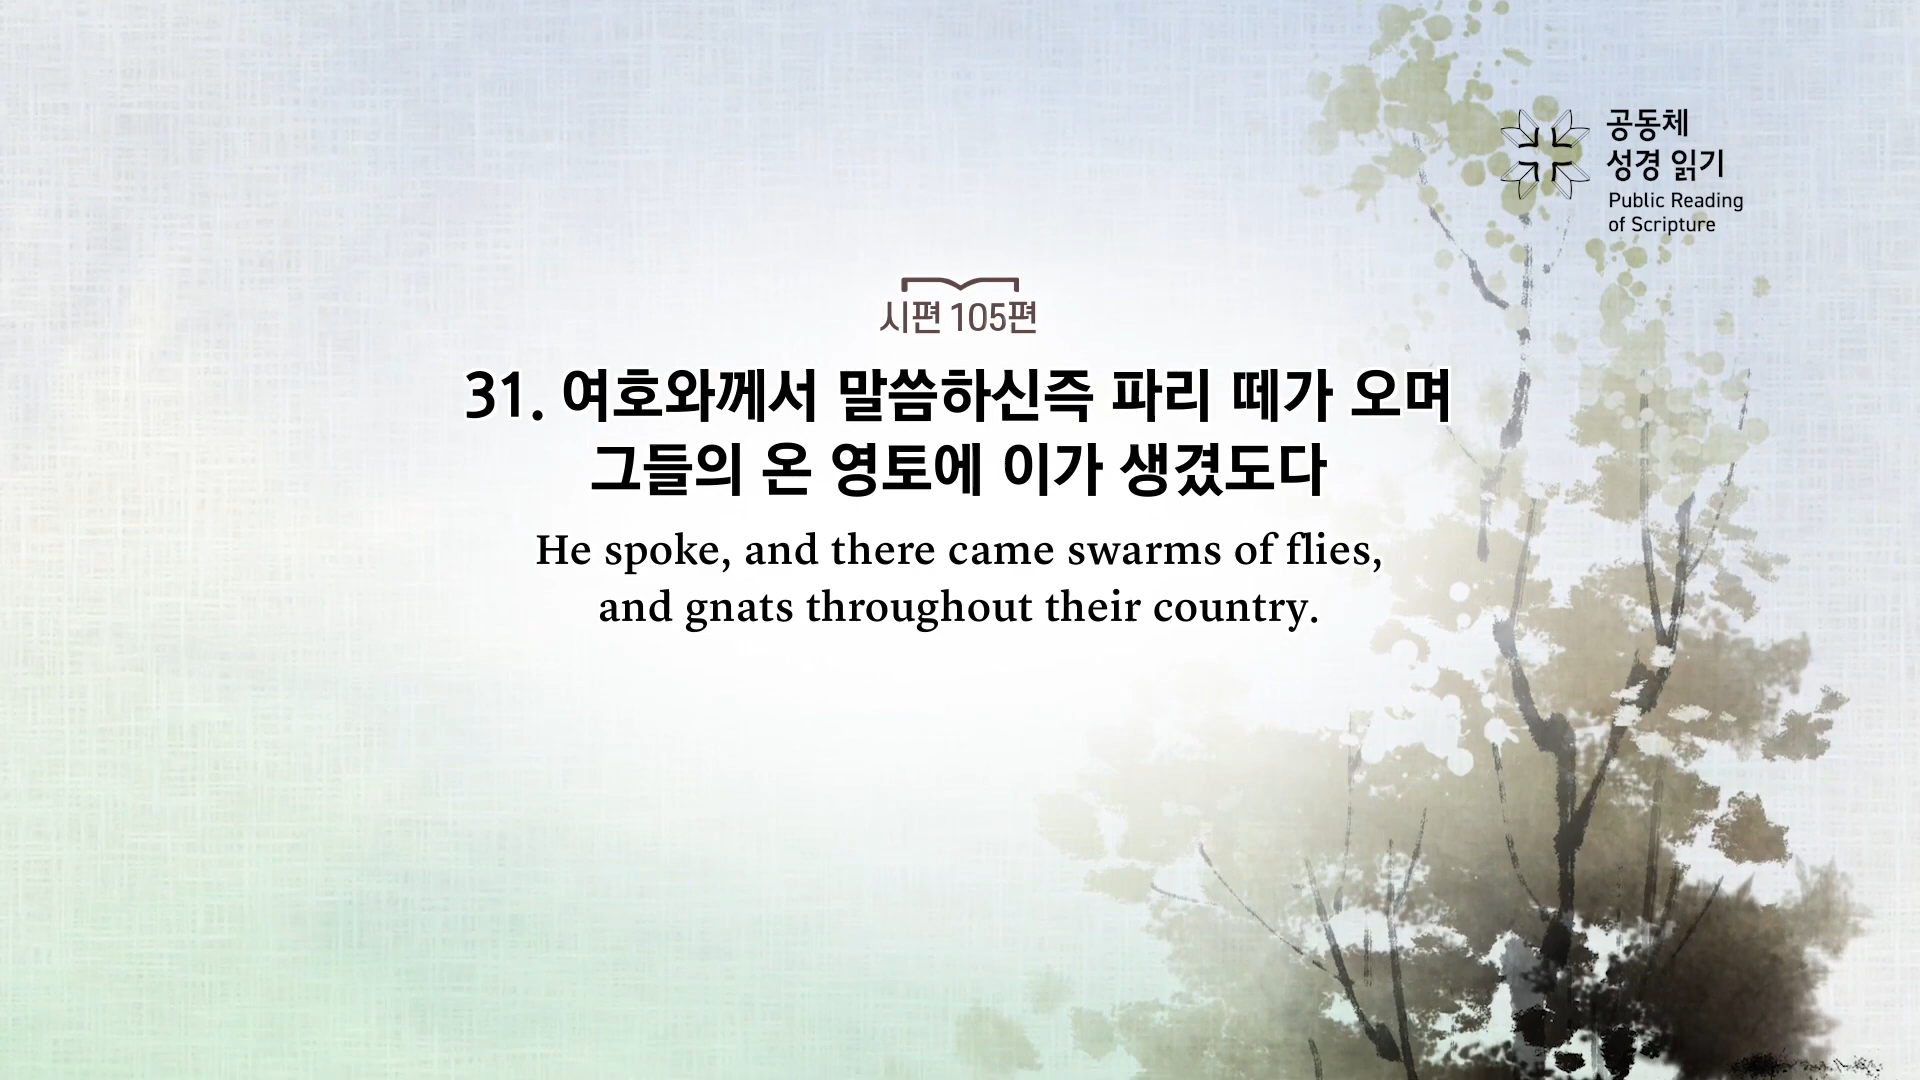 공동체
성경 읽기
Public Reading
of Scripture
시편 105편
31. 여호와께서 말씀하신즉 파리 떼가 오며
그들의 온 영토에 이가 생겼도다
He spoke, and there came swarms of flies,
and gnats throughout their country.